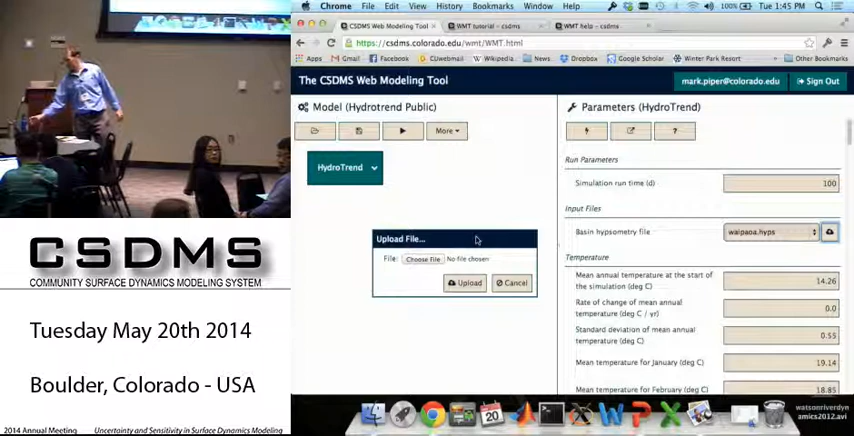 Chrome File Edit View History Bookmarks Window Help
100% Tue 1:45 PM
CSDMS Web Modeling Tool
WMT tutorial - csdms
WMT help - csdms
https://csdms.colorado.edu/wmt/WMT.html
Apps Gmail Facebook CUwebmail Wikipedia News Dropbox Google Scholar Winter Park Resort Other Bookmarks
The CSDMS Web Modeling Tool
mark.piper@colorado.edu
Sign Out
Model (Hydrotrend Public)
More
HydroTrend
Upload File...
File: Choose File No file chosen
Upload
Cancel
Parameters (HydroTrend)
?
Run Parameters
Simulation run time (d) 100
Input Files
Basin hypsometry file waipaoa.hyps
Temperature
Mean annual temperature at the start of
the simulation (deg C) 14.26
Rate of change of mean annual
temperature (deg C / yr) 0.0
Standard deviation of mean annual
temperature (deg C) 0.55
Mean temperature for January (deg C) 19.14
Mean temperature for February (deg C) 18.85
20
watsonriverdyn
amics2012.avi
CSDMS
COMMUNITY SURFACE DYNAMICS MODELING SYSTEM
Tuesday May 20th 2014
Boulder, Colorado - USA
2014 Annual Meeting Uncertainty and Sensitivity in Surface Dynamics Modeling